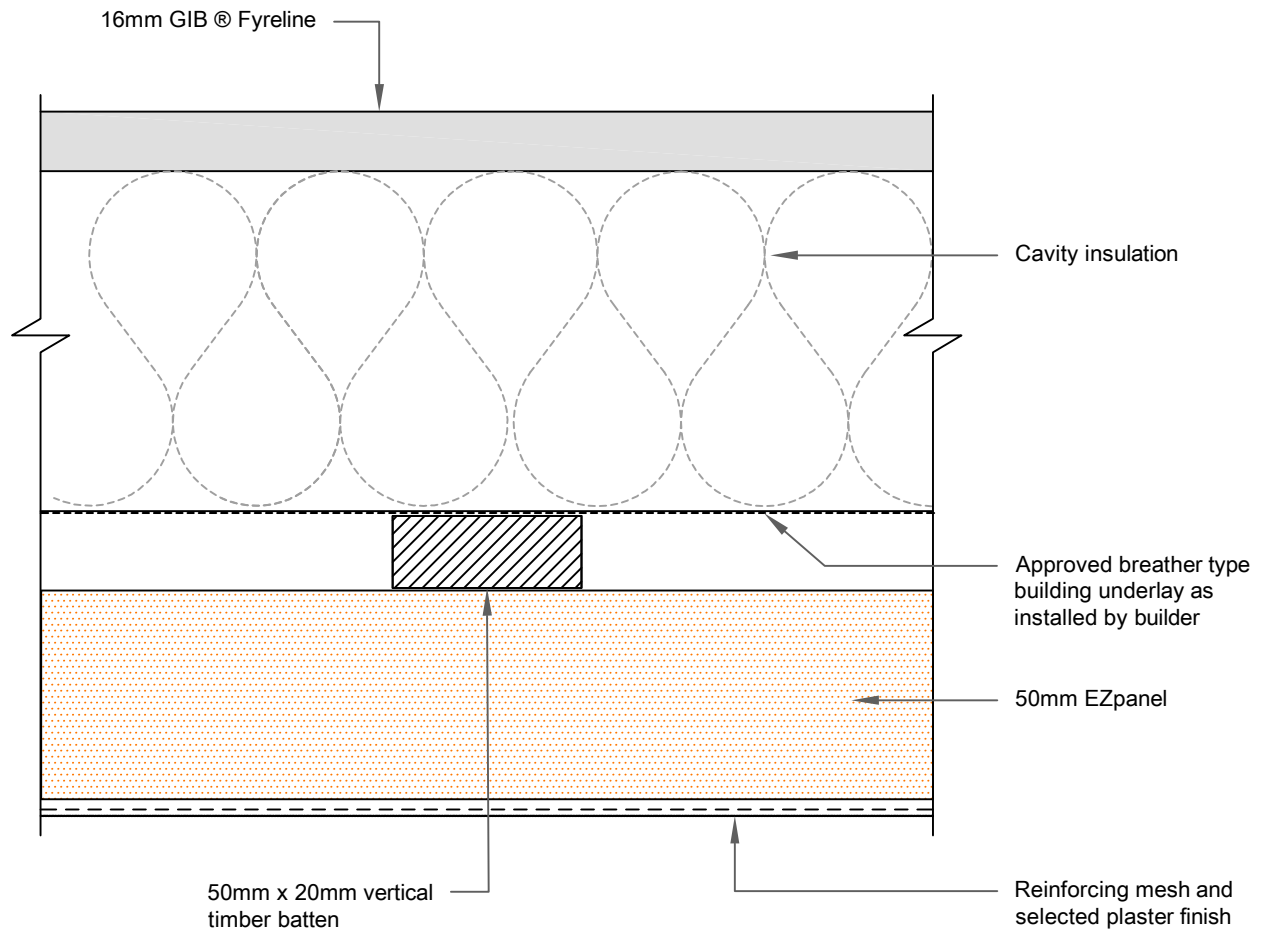 16mm GIB ® Fyreline
Cavity insulation
Approved breather type
building underlay as
installed by builder
50mm EZpanel
50mm x 20mm vertical
timber batten
Reinforcing mesh and
selected plaster finish